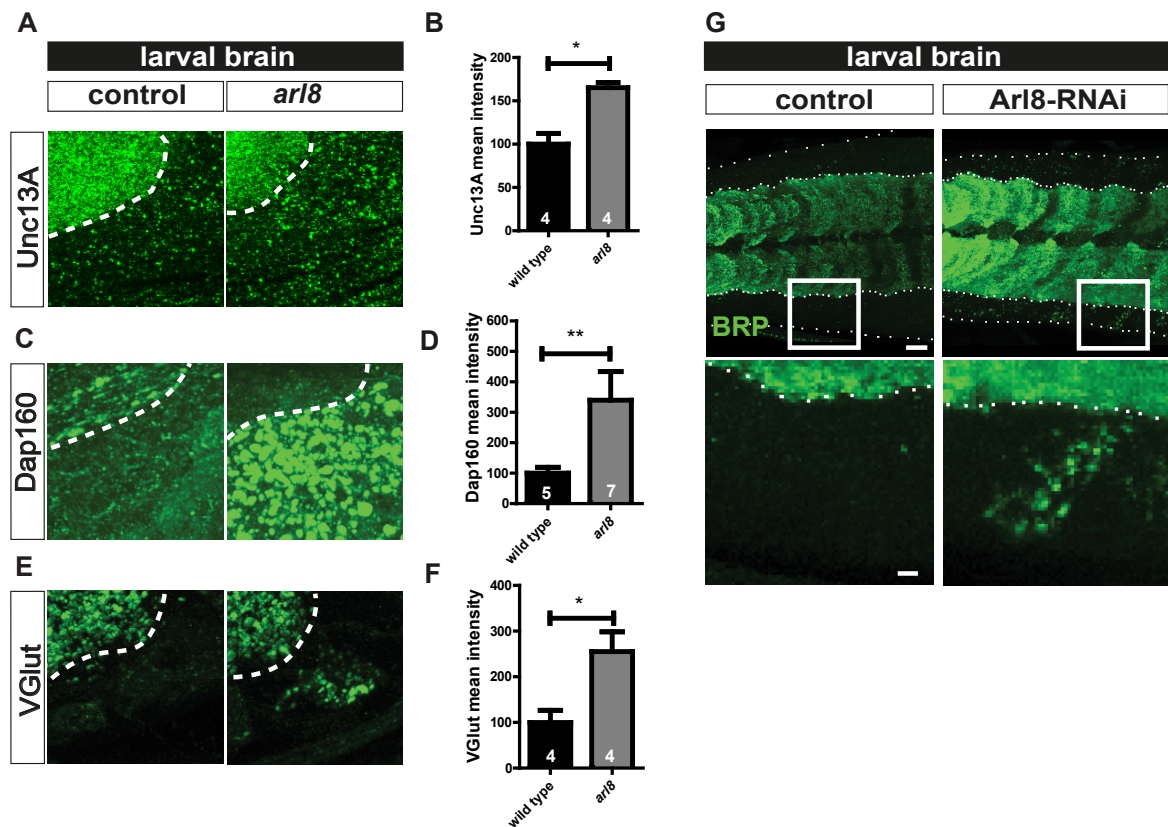 A
larval brain
control
arl8
Unc13A
B
*
200
150
100
50
0
Unc13A mean intensity
4
4
wild type
arl8
C
Dap160
D
**
600
500
400
300
200
100
0
Dap160 mean intensity
5
7
wild type
arl8
E
VGlut
F
*
400
300
200
100
0
VGlut mean intensity
4
4
wild type
arl8
G
larval brain
control
Arl8-RNAi
BRP